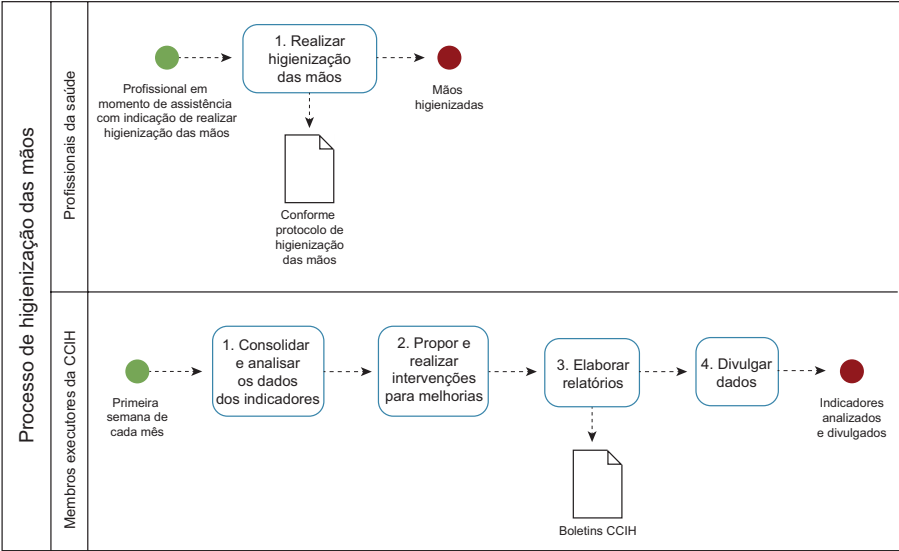 Processo de higienização das mãos
Profissionais da saúde
1. Realizar
higienização
das mãos
Profissional em
momento de assistência
com indicação de realizar
higienização das mãos
Mãos
higienizadas
Conforme
protocolo de
higienização
das mãos
Membros executores da CCIH
1. Consolidar
e analisar
os dados
dos indicadores
2. Propor e
realizar
intervenções
para melhorias
3. Elaborar
relatórios
4. Divulgar
dados
Primeira
semana de
cada mês
Indicadores
analizados
e divulgados
Boletins CCIH